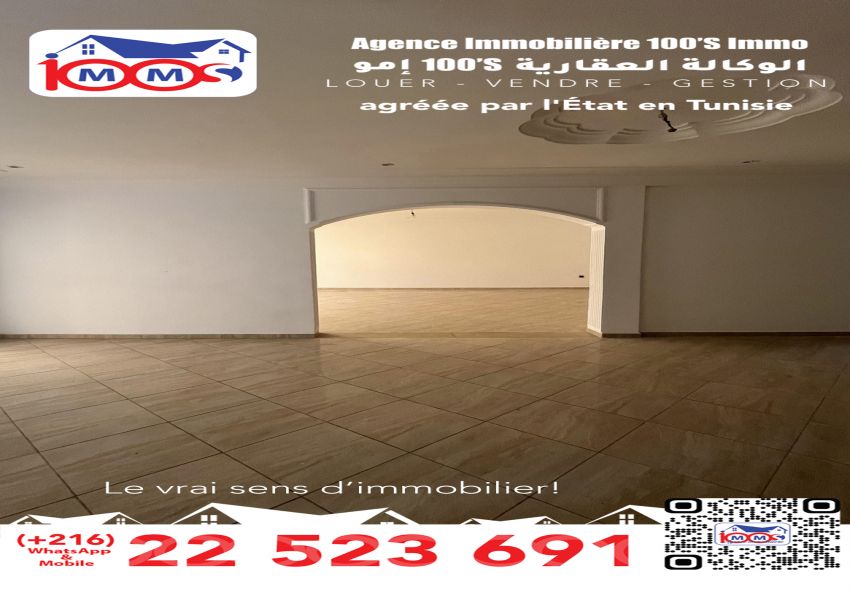 Agence Immobilière 100'S Immo
الوكالة العقارية 100'S إمو
LOUER - VENDRE - GESTION
agréée par l'État en Tunisie
Le vrai sens d'immobilier!
(+216)
WhatsApp
&
Mobile
22 523 691